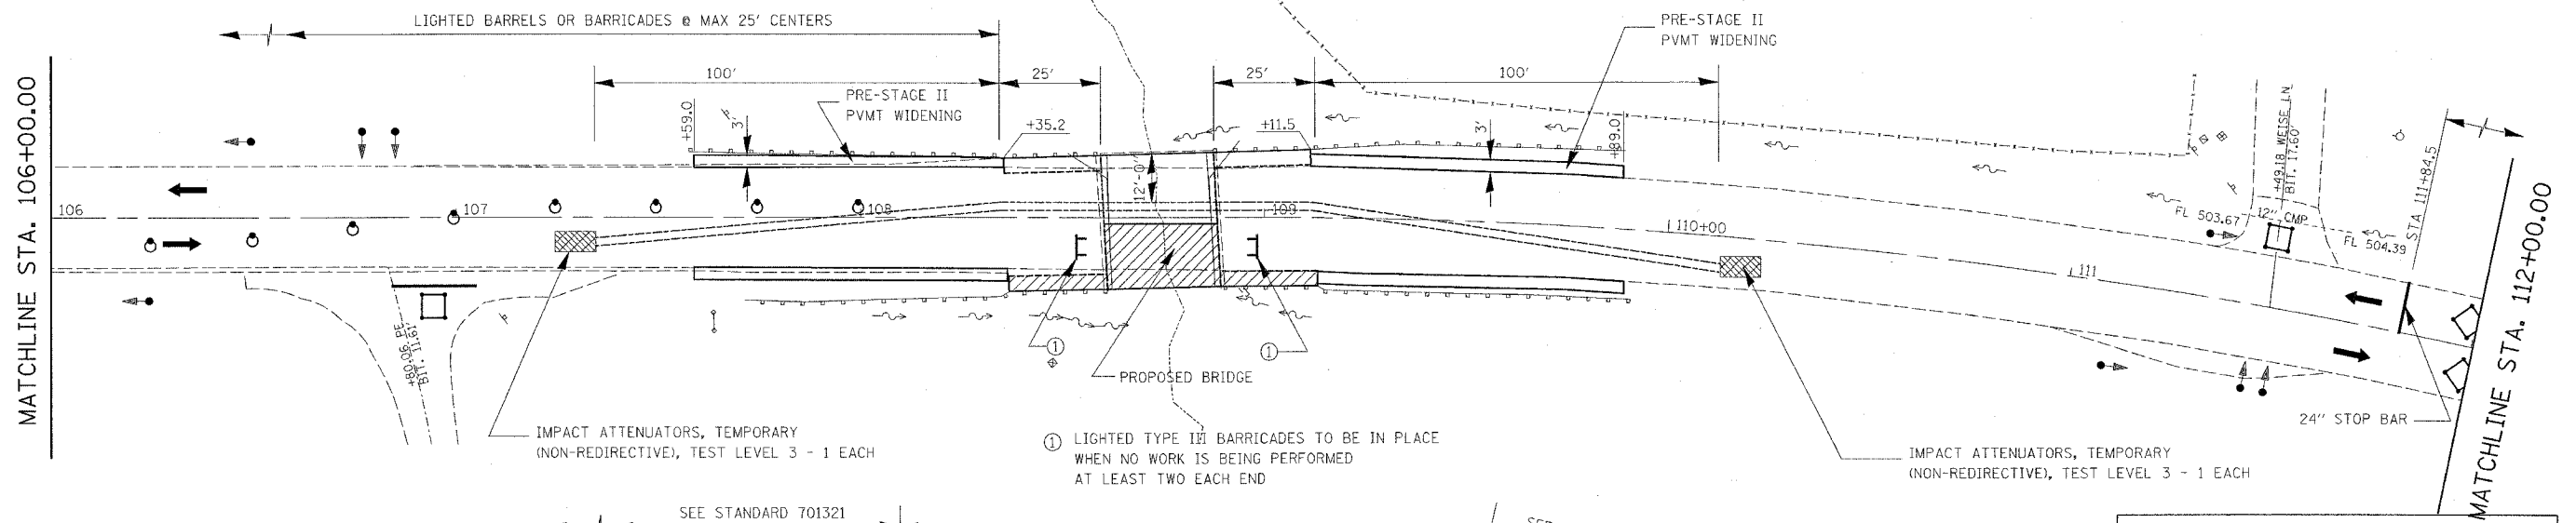 LIGHTED BARRELS OR BARRICADES @ MAX 25' CENTERS
PRE-STAGE II
PVMT WIDENING
100'
25'
25'
100'
PRE-STAGE II
PVMT WIDENING
MATCHLINE STA. 106+00.00
+59.0
3'
+35.2
12'-0"
+11.5
3'
+89.0
+49.18 WEISE LN
BIT. 17.60'
STA 11+84.5
106
107
108
109
110+00
111
FL 503.67
12" CMP
FL 504.39
MATCHLINE STA. 112+00.00
+80.06 PE
BIT. 11.61'
1
1
PROPOSED BRIDGE
24" STOP BAR
IMPACT ATTENUATORS, TEMPORARY
(NON-REDIRECTIVE), TEST LEVEL 3 - 1 EACH
1 LIGHTED TYPE III BARRICADES TO BE IN PLACE
WHEN NO WORK IS BEING PERFORMED
AT LEAST TWO EACH END
IMPACT ATTENUATORS, TEMPORARY
(NON-REDIRECTIVE), TEST LEVEL 3 - 1 EACH
SEE STANDARD 701321